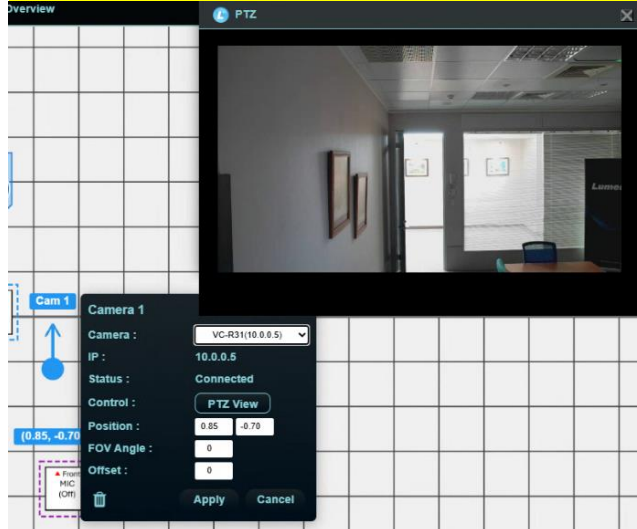 Overview
PTZ
Lume
Cam 1
Camera 1
Camera :
VC-R31(10.0.0.5)
IP :
10.0.0.5
Status :
Connected
Control :
PTZ View
Position :
0.85
-0.70
(0.85, -0.70
FOV Angle :
0
Offset :
0
Front
MIC
(Off)
Apply
Cancel